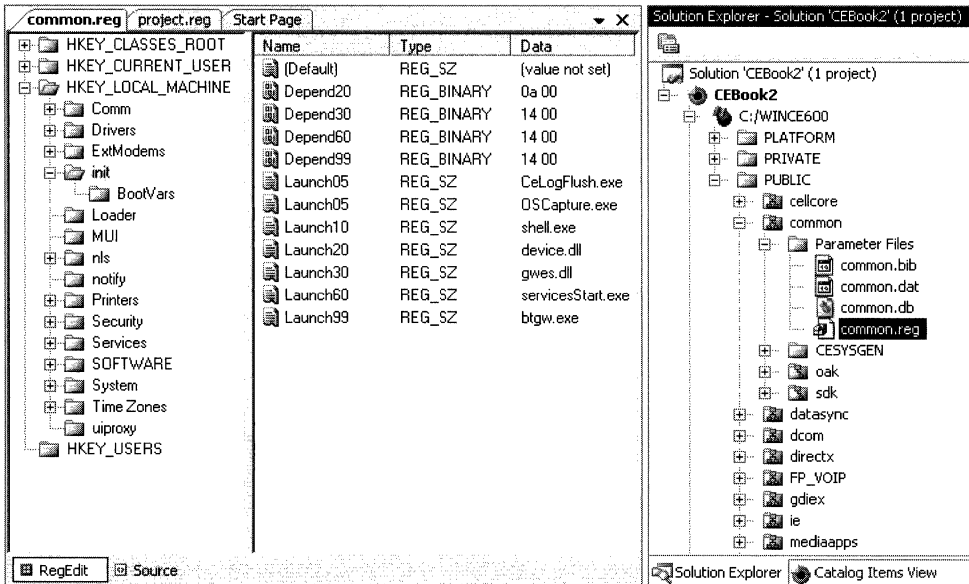 common.reg project.reg Start Page
HKEY_CLASSES_ROOT
HKEY_CURRENT_USER
HKEY_LOCAL_MACHINE
Comm
Drivers
ExtModems
init
BootVars
Loader
MUI
nls
notify
Printers
Security
Services
SOFTWARE
System
Time Zones
uiproxy
HKEY_USERS
Name Type Data
(Default) REG_SZ (value not set)
Depend20 REG_BINARY 0a 00
Depend30 REG_BINARY 14 00
Depend60 REG_BINARY 14 00
Depend99 REG_BINARY 14 00
Launch05 REG_SZ CeLogFlush.exe
Launch05 REG_SZ OSCapture.exe
Launch10 REG_SZ shell.exe
Launch20 REG_SZ device.dll
Launch30 REG_SZ gwes.dll
Launch60 REG_SZ servicesStart.exe
Launch99 REG_SZ btgw.exe
RegEdit Source
Solution Explorer - Solution 'CEBook2' (1 project)
Solution 'CEBook2' (1 project)
CEBook2
C:/WINCE600
PLATFORM
PRIVATE
PUBLIC
cellcore
common
Parameter Files
common.bib
common.dat
common.db
common.reg
CESYSGEN
oak
sdk
datasync
dcom
directx
FP_VOIP
gdiex
ie
mediaapps
Solution Explorer Catalog Items View